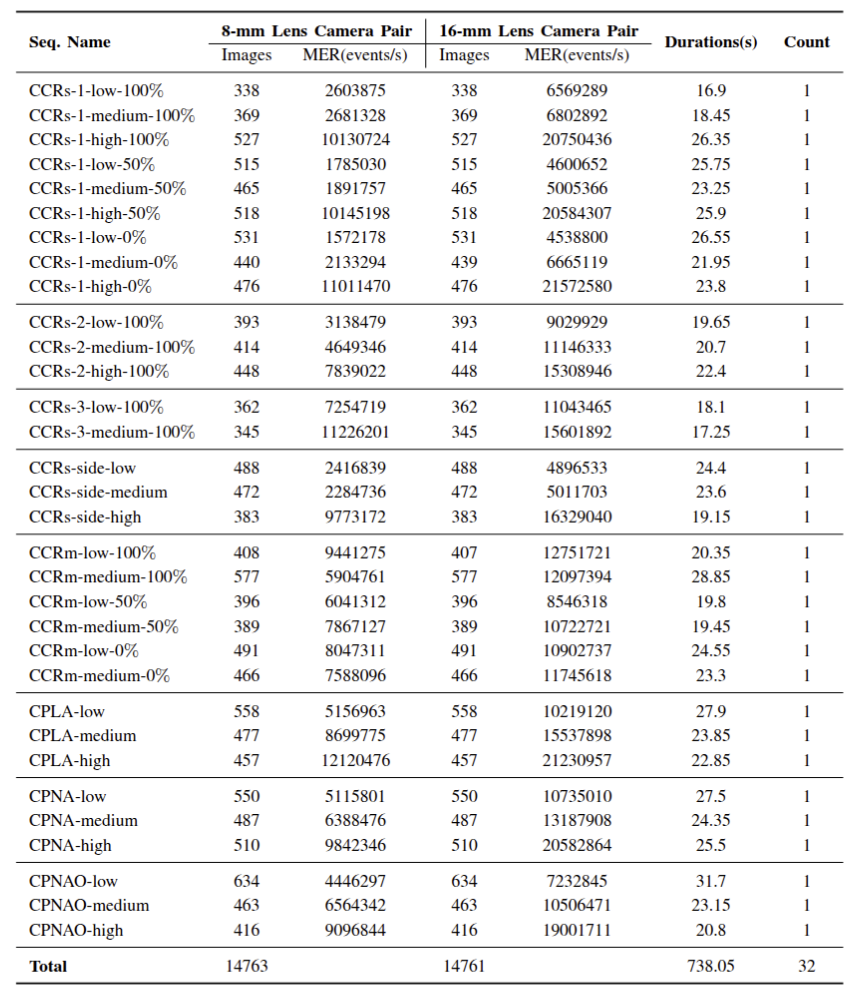 8-mm Lens Camera Pair 16-mm Lens Camera Pair
Seq. Name Durations(s) Count
Images MER(events/s) Images MER(events/s)
CCRs-1-low-100% 338 2603875 338 6569289 16.9 1
CCRs-1-medium-100% 369 2681328 369 6802892 18.45 1
CCRs-1-high-100% 527 10130724 527 20750436 26.35 1
CCRs-1-low-50% 515 1785030 515 4600652 25.75 1
CCRs-1-medium-50% 465 1891757 465 5005366 23.25 1
CCRs-1-high-50% 518 10145198 518 20584307 25.9 1
CCRs-1-low-0% 531 1572178 531 4538800 26.55 1
CCRs-1-medium-0% 440 2133294 439 6665119 21.95 1
CCRs-1-high-0% 476 11011470 476 21572580 23.8 1
CCRs-2-low-100% 393 3138479 393 9029929 19.65 1
CCRs-2-medium-100% 414 4649346 414 11146333 20.7 1
CCRs-2-high-100% 448 7839022 448 15308946 22.4 1
CCRs-3-low-100% 362 7254719 362 11043465 18.1 1
CCRs-3-medium-100% 345 11226201 345 15601892 17.25 1
CCRs-side-low 488 2416839 488 4896533 24.4 1
CCRs-side-medium 472 2284736 472 5011703 23.6 1
CCRs-side-high 383 9773172 383 16329040 19.15 1
CCRm-low-100% 408 9441275 407 12751721 20.35 1
CCRm-medium-100% 577 5904761 577 12097394 28.85 1
CCRm-low-50% 396 6041312 396 8546318 19.8 1
CCRm-medium-50% 389 7867127 389 10722721 19.45 1
CCRm-low-0% 491 8047311 491 10902737 24.55 1
CCRm-medium-0% 466 7588096 466 11745618 23.3 1
CPLA-low 558 5156963 558 10219120 27.9 1
CPLA-medium 477 8699775 477 15537898 23.85 1
CPLA-high 457 12120476 457 21230957 22.85 1
CPNA-low 550 5115801 550 10735010 27.5 1
CPNA-medium 487 6388476 487 13187908 24.35 1
CPNA-high 510 9842346 510 20582864 25.5 1
CPNAO-low 634 4446297 634 7232845 31.7 1
CPNAO-medium 463 6564342 463 10506471 23.15 1
CPNAO-high 416 9096844 416 19001711 20.8 1
Total 14763 14761 738.05 32